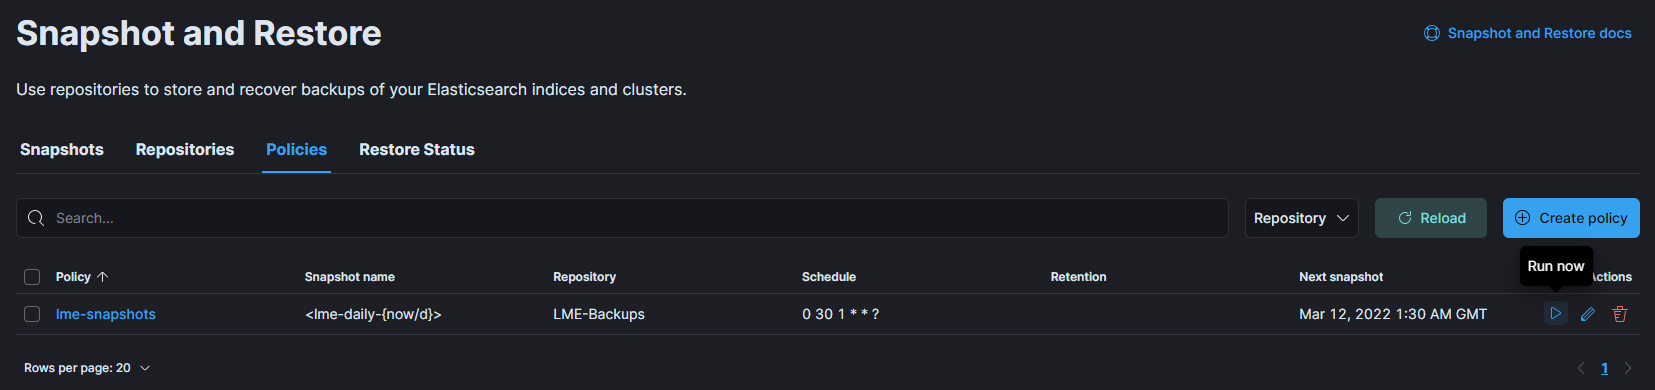 Snapshot and Restore
Snapshot and Restore docs
Use repositories to store and recover backups of your Elasticsearch indices and clusters.
Snapshots Repositories Policies Restore Status
Search... Repository Reload Create policy
Run now
Policy Snapshot name Repository Schedule Retention Next snapshot Actions
lme-snapshots <lme-daily-{now/d}> LME-Backups 0 30 1 * * ? Mar 12, 2022 1:30 AM GMT
Rows per page: 20 1